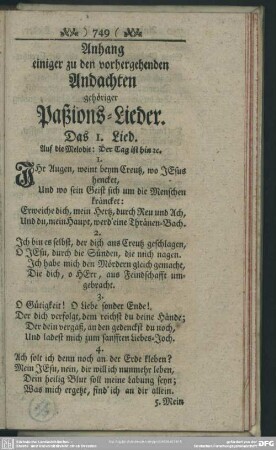 ) 749 (
Anhang
einiger zu den vorhergehenden
Andachten
gehöriger
Paßions-Lieder.
Das 1. Lied.
Auf die Melodie: Der Tag ist hin ꝛc.
1.
IHr Augen, weint beym Creutz, wo JEsus
hencket,
Und wo sein Geist sich um die Menschen
kräncket:
Erweiche dich, mein Hertz, durch Reu und Ach,
Und du, mein Haupt, werd' eine Thränen-Bach.
2.
Ich bin es selbst, der dich ans Creutz geschlagen,
O JEsu, durch die Sünden, die mich nagen.
Ich habe mich den Mördern gleich gemacht,
Die dich, o HErr, aus Feindschafft um-
gebracht.
3.
O Gütigkeit! O Liebe sonder Ende!
Der dich verfolgt, dem reichst du deine Hände;
Der dein vergaß, an den gedenckst du noch,
Und ladest mich zum sanfften Liebes-Joch.
4.
Ach solt ich denn noch an der Erde kleben?
Mein JEsu, nein, dir will ich nunmehr leben,
Dein heilig Blut soll meine Labung seyn;
Was mich ergetze, find' ich an dir allein.
5. Mein